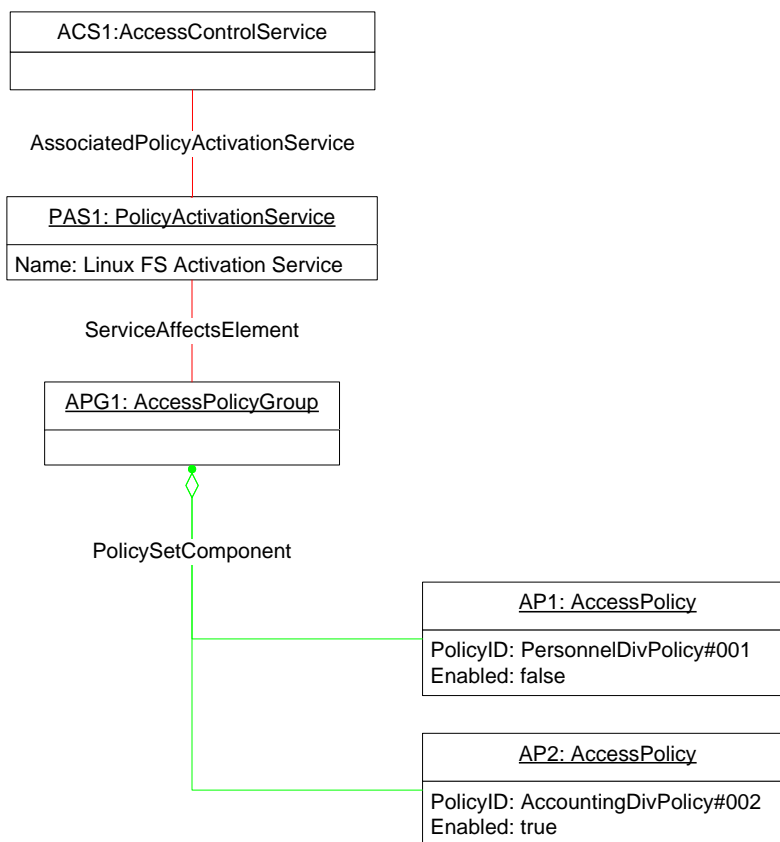 ACS1:AccessControlService
AssociatedPolicyActivationService
PAS1: PolicyActivationService
Name: Linux FS Activation Service
ServiceAffectsElement
APG1: AccessPolicyGroup
PolicySetComponent
AP1: AccessPolicy
PolicyID: PersonnelDivPolicy#001
Enabled: false
AP2: AccessPolicy
PolicyID: AccountingDivPolicy#002
Enabled: true